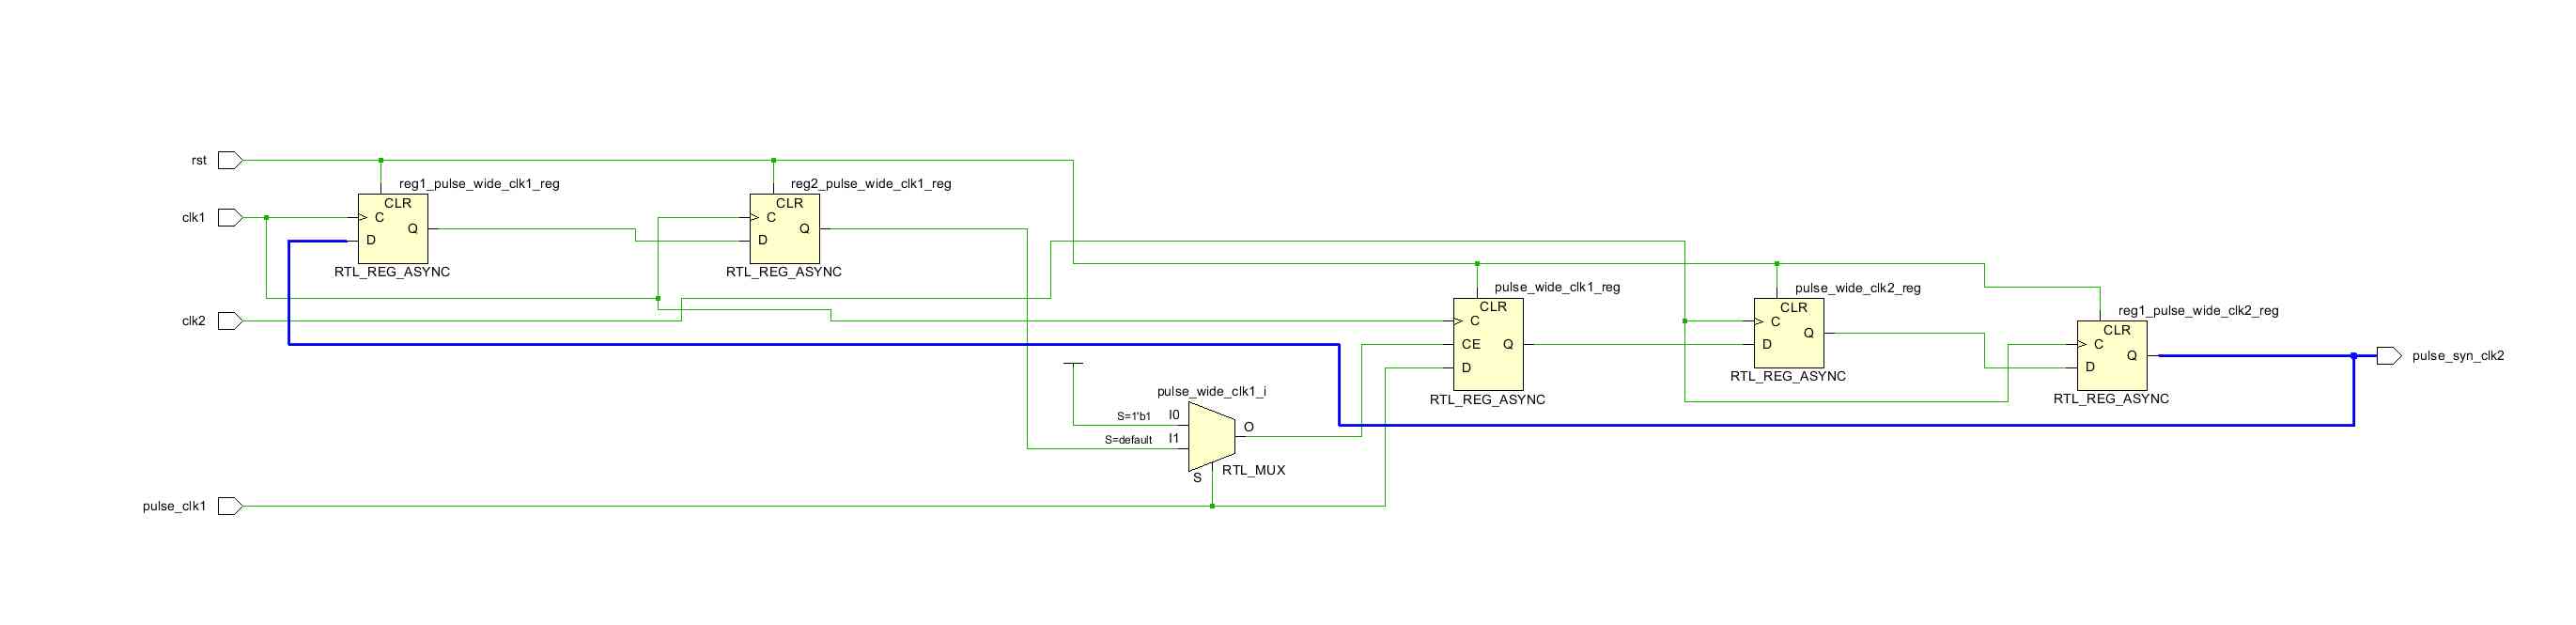 rst
reg1_pulse_wide_clk1_reg
reg2_pulse_wide_clk1_reg
CLR
CLR
clk1
C
C
Q
Q
D
D
RTL_REG_ASYNC
RTL_REG_ASYNC
pulse_wide_clk1_reg
pulse_wide_clk2_reg
CLR
CLR
reg1_pulse_wide_clk2_reg
clk2
C
C
CLR
Q
CE
Q
D
C
Q
pulse_syn_clk2
D
D
RTL_REG_ASYNC
RTL_REG_ASYNC
RTL_REG_ASYNC
pulse_wide_clk1_i
S=1'b1
I0
O
S=default
I1
RTL_MUX
S
pulse_clk1